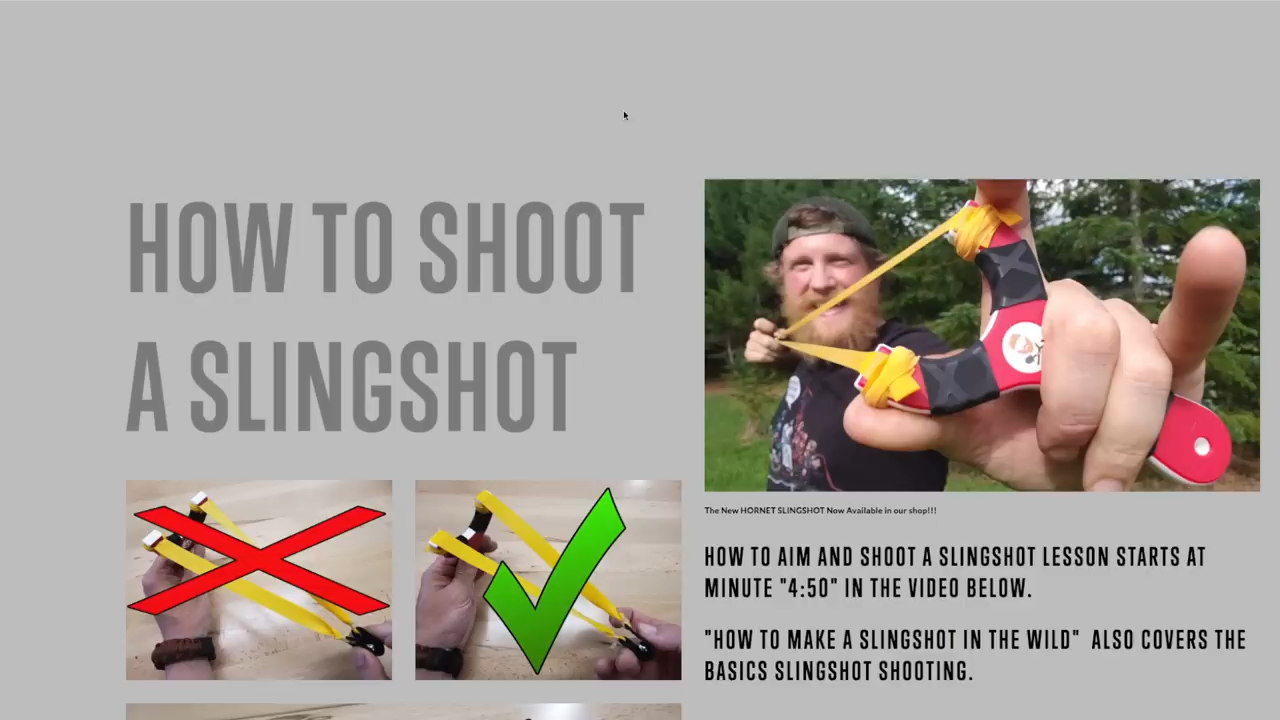 HOW TO SHOOT
A SLINGSHOT
The New HORNET SLINGSHOT Now Available in our shop!!!
HOW TO AIM AND SHOOT A SLINGSHOT LESSON STARTS AT
MINUTE "4:50" IN THE VIDEO BELOW.
"HOW TO MAKE A SLINGSHOT IN THE WILD" ALSO COVERS THE
BASICS SLINGSHOT SHOOTING.